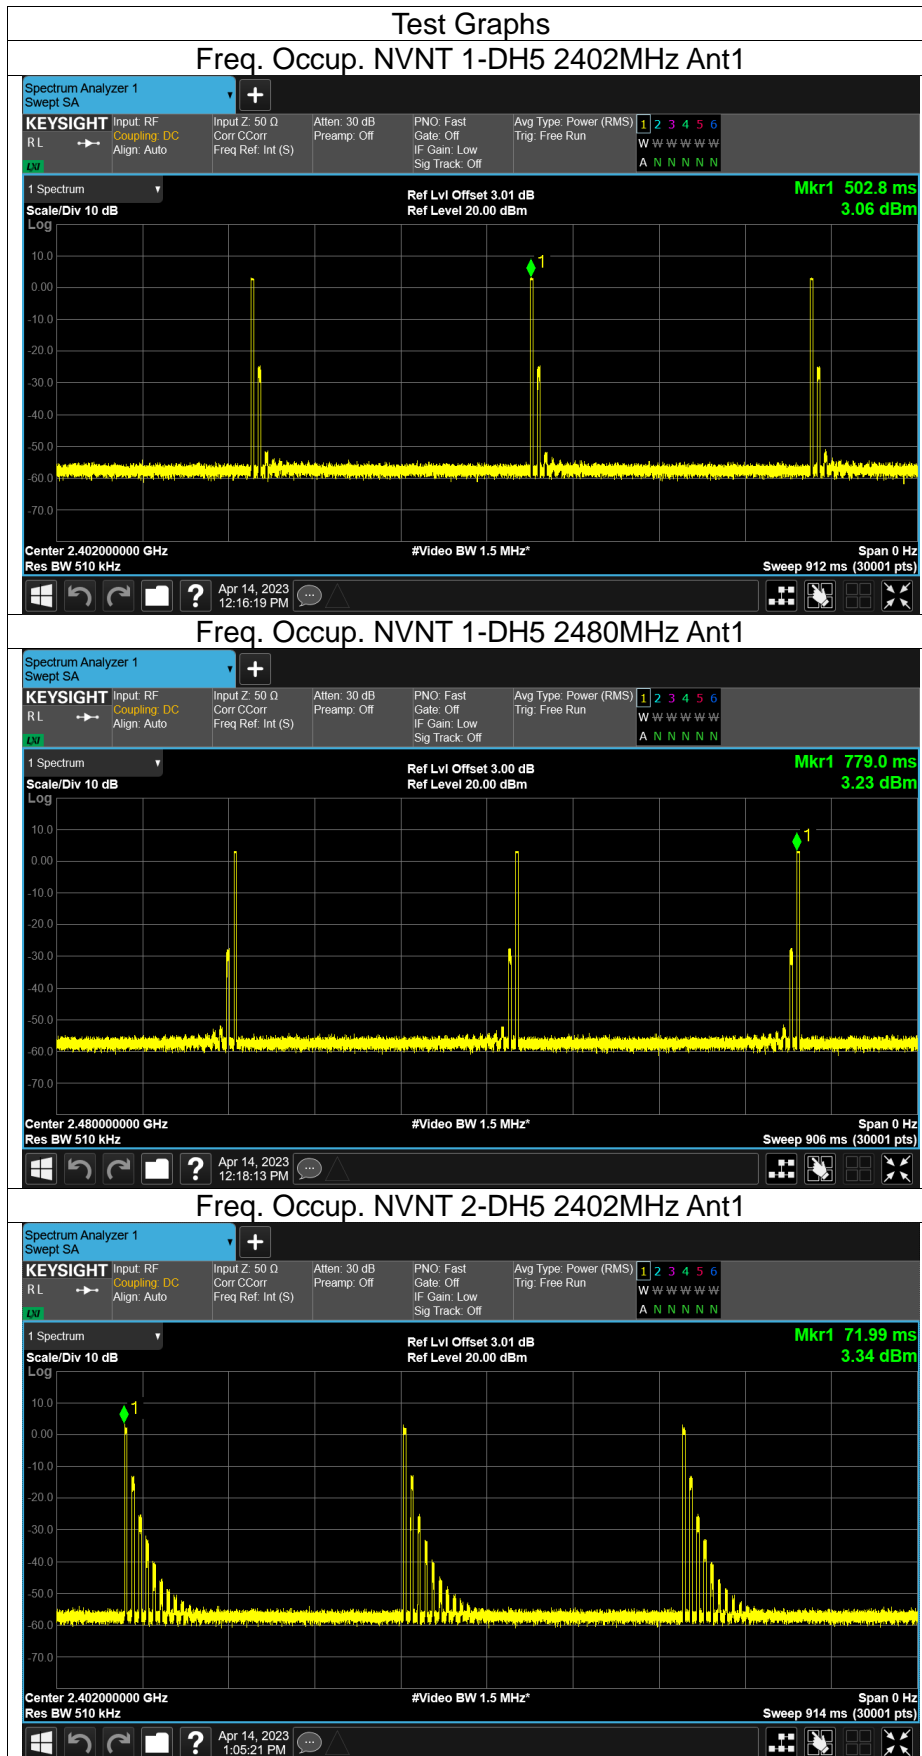 Test Graphs
Freq. Occup. NVNT 1-DH5 2402MHz Ant1
Spectrum Analyzer 1
Swept SA
KEYSIGHT Input: RF Input Z: 50 Ω Atten: 30 dB PNO: Fast Avg Type: Power (RMS) 1 2 3 4 5 6
RL Coupling: DC Corr CCorr Preamp: Off Gate: Off Trig: Free Run W W W W W W
Align: Auto Freq Ref: Int (S) IF Gain: Low
LXI Sig Track: Off A N N N N N
1 Spectrum Ref Lvl Offset 3.01 dB Mkr1 502.8 ms
Scale/Div 10 dB Ref Level 20.00 dBm 3.06 dBm
Log
10.0
1
0.00
-10.0
-20.0
-30.0
-40.0
-50.0
-60.0
-70.0
Center 2.402000000 GHz #Video BW 1.5 MHz* Span 0 Hz
Res BW 510 kHz Sweep 912 ms (30001 pts)
Apr 14, 2023
12:16:19 PM
Freq. Occup. NVNT 1-DH5 2480MHz Ant1
Spectrum Analyzer 1
Swept SA
KEYSIGHT Input: RF Input Z: 50 Ω Atten: 30 dB PNO: Fast Avg Type: Power (RMS) 1 2 3 4 5 6
RL Coupling: DC Corr CCorr Preamp: Off Gate: Off Trig: Free Run W W W W W W
Align: Auto Freq Ref: Int (S) IF Gain: Low
LXI Sig Track: Off A N N N N N
1 Spectrum Ref Lvl Offset 3.00 dB Mkr1 779.0 ms
Scale/Div 10 dB Ref Level 20.00 dBm 3.23 dBm
Log
10.0
1
0.00
-10.0
-20.0
-30.0
-40.0
-50.0
-60.0
-70.0
Center 2.480000000 GHz #Video BW 1.5 MHz* Span 0 Hz
Res BW 510 kHz Sweep 906 ms (30001 pts)
Apr 14, 2023
12:18:13 PM
Freq. Occup. NVNT 2-DH5 2402MHz Ant1
Spectrum Analyzer 1
Swept SA
KEYSIGHT Input: RF Input Z: 50 Ω Atten: 30 dB PNO: Fast Avg Type: Power (RMS) 1 2 3 4 5 6
RL Coupling: DC Corr CCorr Preamp: Off Gate: Off Trig: Free Run W W W W W W
Align: Auto Freq Ref: Int (S) IF Gain: Low
LXI Sig Track: Off A N N N N N
1 Spectrum Ref Lvl Offset 3.01 dB Mkr1 71.99 ms
Scale/Div 10 dB Ref Level 20.00 dBm 3.34 dBm
Log
10.0
1
0.00
-10.0
-20.0
-30.0
-40.0
-50.0
-60.0
-70.0
Center 2.402000000 GHz #Video BW 1.5 MHz* Span 0 Hz
Res BW 510 kHz Sweep 914 ms (30001 pts)
Apr 14, 2023
1:05:21 PM